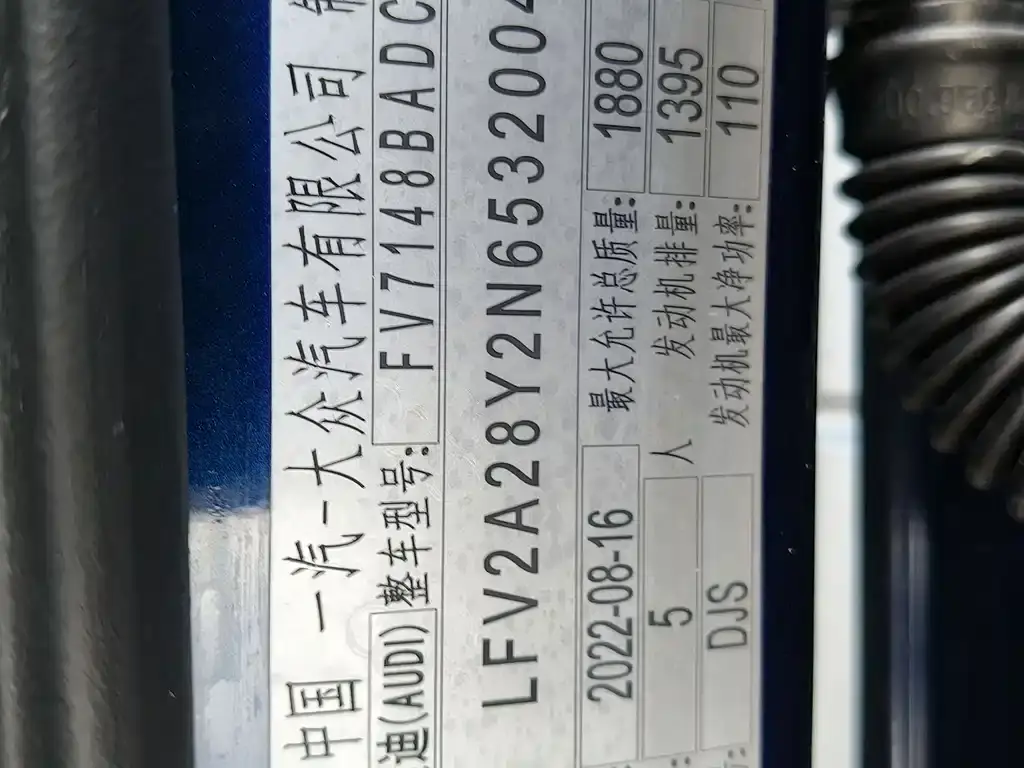 中国 一汽-大众汽车有限公司
迪(AUDI) 整车型号: FV7148BADC
LFV2A28Y2N6532004
2022-08-16 最大允许总质量: 1880
5 人 发动机排量: 1395
DJS 发动机最大净功率: 110